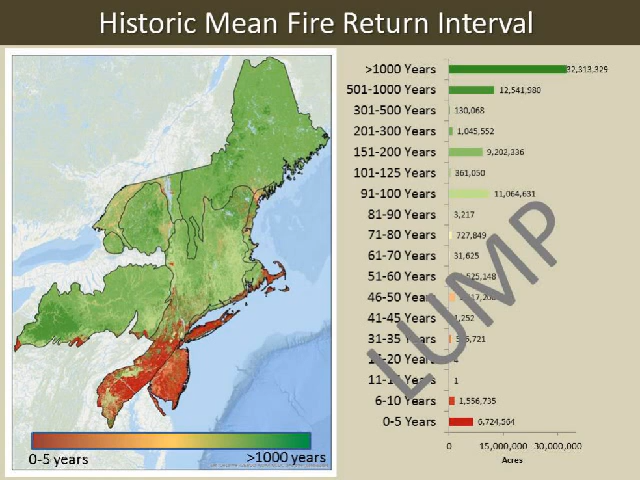 Historic Mean Fire Return Interval
>1000 Years 32,313,329
501-1000 Years 12,541,980
301-500 Years 130,068
201-300 Years 1,045,552
151-200 Years 9,202,236
101-125 Years 361,050
91-100 Years 11,064,631
81-90 Years 3,217
71-80 Years 727,849
61-70 Years 31,625
51-60 Years
46-50 Years
41-45 Years
31-35 Years
Years
Years 1
6-10 Years 1,556,735
0-5 Years 6,724,564
LUMP
0 15,000,000 30,000,000
Acres
0-5 years >1000 years